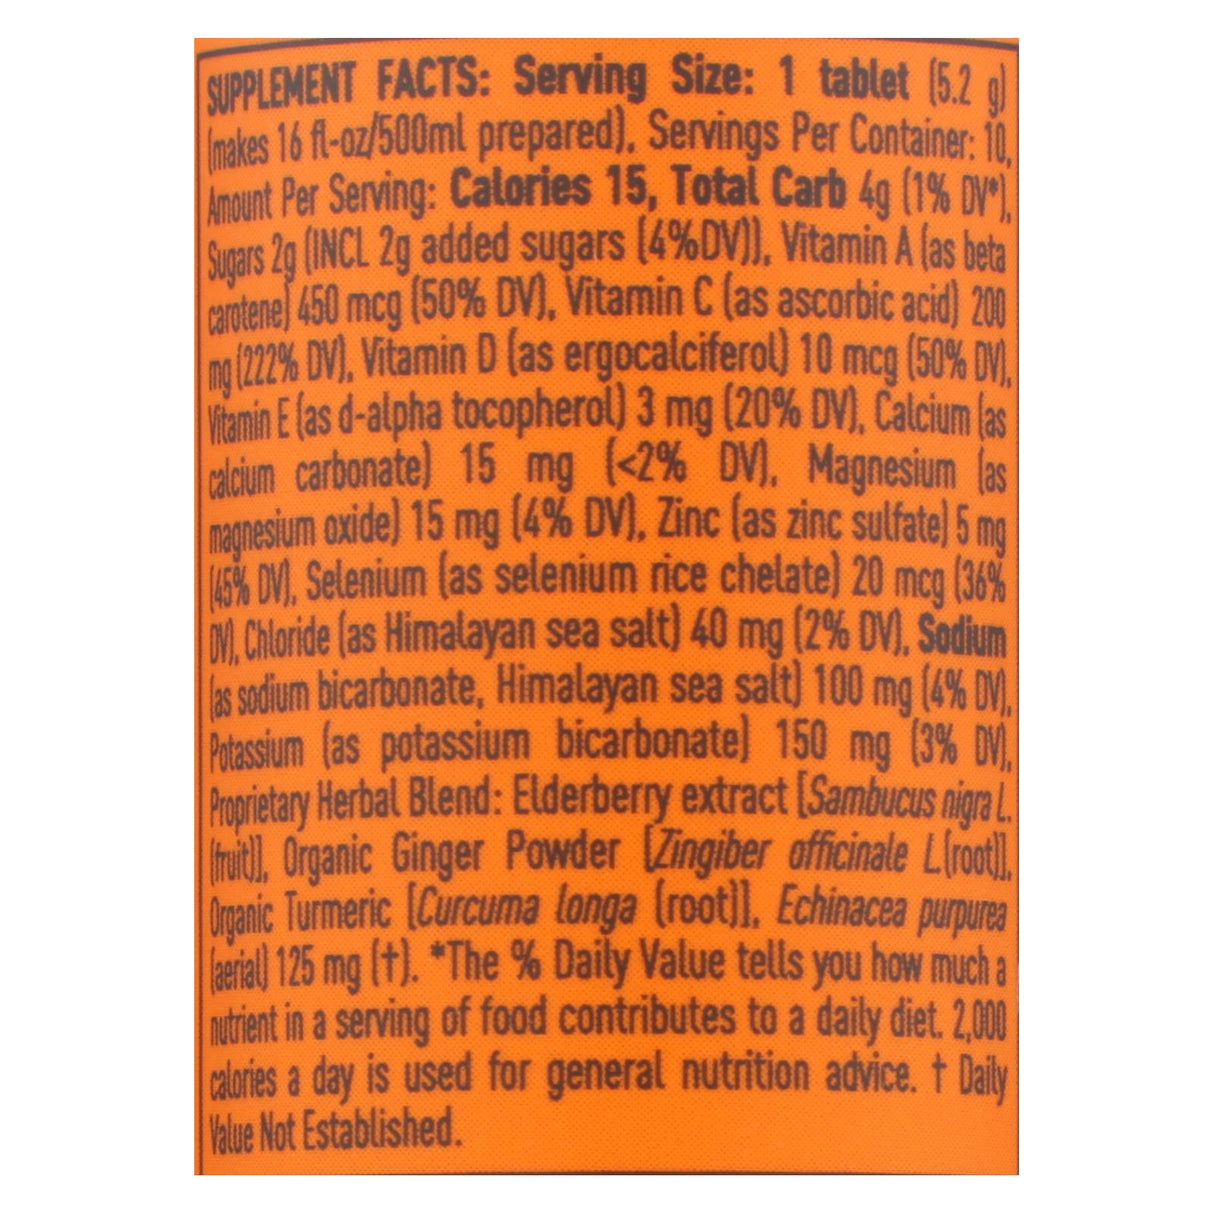 SUPPLEMENT FACTS: Serving Size: 1 tablet (5.2 g)
(makes 16 fl-oz/500ml prepared), Servings Per Container: 10,
Amount Per Serving: Calories 15, Total Carb 4g (1% DV*),
Sugars 2g (INCL 2g added sugars (4%DV)), Vitamin A (as beta
carotene) 450 mcg (50% DV), Vitamin C (as ascorbic acid) 200
mg (222% DV), Vitamin D (as ergocalciferol) 10 mcg (50% DV),
Vitamin E (as d-alpha tocopherol) 3 mg (20% DV), Calcium (as
calcium carbonate) 15 mg (<2% DV), Magnesium (as
magnesium oxide) 15 mg (4% DV), Zinc (as zinc sulfate) 5 mg
(45% DV), Selenium (as selenium rice chelate) 20 mcg (36%
DV), Chloride (as Himalayan sea salt) 40 mg (2% DV), Sodium
(as sodium bicarbonate, Himalayan sea salt) 100 mg (4% DV),
Potassium (as potassium bicarbonate) 150 mg (3% DV),
Proprietary Herbal Blend: Elderberry extract [Sambucus nigra L.
(fruit)], Organic Ginger Powder [Zingiber officinale L.(root)],
Organic Turmeric [Curcuma longa (root)], Echinacea purpurea
(aerial) 125 mg (†). *The % Daily Value tells you how much a
nutrient in a serving of food contributes to a daily diet. 2,000
calories a day is used for general nutrition advice. † Daily
Value Not Established.